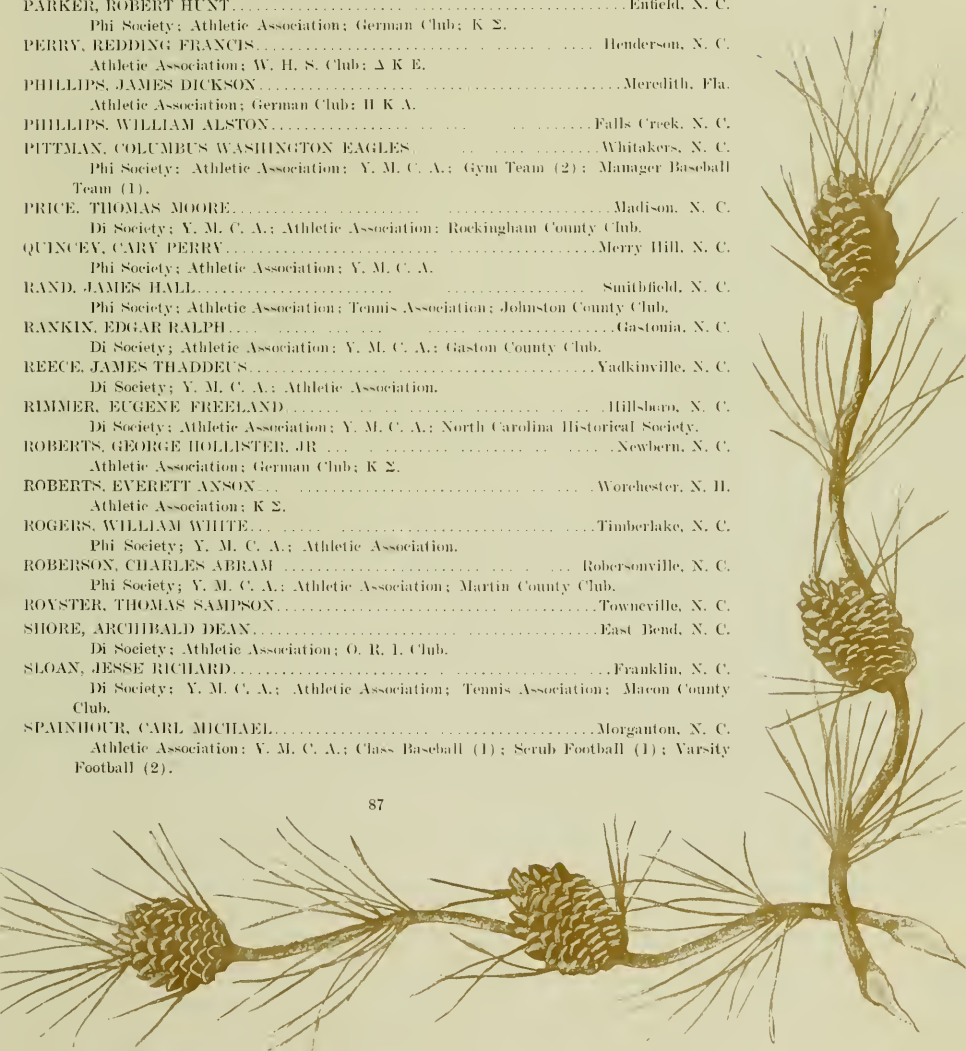 PARKER, ROBERT HUNT.......................................................Enfield, N. C.
Phi Society; Athletic Association; German Club; K Σ.
PERRY, REDDING FRANCIS.......................................Henderson, N. C.
Athletic Association; W. H. S. Club; Δ K E.
PHILLIPS, JAMES DICKSON..........................................Meredith, Fla.
Athletic Association; German Club; Π K A.
PHILLIPS, WILLIAM ALSTON..............................Falls Creek, N. C.
PITTMAN, COLUMBUS WASHINGTON EAGLES..............Whitakers, N. C.
Phi Society; Athletic Association; Y. M. C. A.; Gym Team (2); Manager Baseball
Team (1).
PRICE, THOMAS MOORE..........................................Madison, N. C.
Di Society; Y. M. C. A.; Athletic Association; Rockingham County Club.
QUINCEY, CARY PERRY..........................................Merry Hill, N. C.
Phi Society; Athletic Association; Y. M. C. A.
RAND, JAMES HALL..........................................Smithfield, N. C.
Phi Society; Athletic Association; Tennis Association; Johnston County Club.
RANKIN, EDGAR RALPH..........................................Gastonia, N. C.
Di Society; Athletic Association; Y. M. C. A.; Gaston County Club.
REECE, JAMES THADDEUS..........................................Yadkinville, N. C.
Di Society; Y. M. C. A.; Athletic Association.
RIMMER, EUGENE FREELAND..................................Hillsboro, N. C.
Di Society; Athletic Association; Y. M. C. A.; North Carolina Historical Society.
ROBERTS, GEORGE HOLLISTER, JR..............................Newbern, N. C.
Athletic Association; German Club; K Σ.
ROBERTS, EVERETT ANSON..................................Worchester, N. H.
Athletic Association; K Σ.
ROGERS, WILLIAM WHITE..........................................Timberlake, N. C.
Phi Society; Y. M. C. A.; Athletic Association.
ROBERSON, CHARLES ABRAM..................................Robersonville, N. C.
Phi Society; Y. M. C. A.; Athletic Association; Martin County Club.
ROYSTER, THOMAS SAMPSON..................................Towneville, N. C.
SHORE, ARCHIBALD DEAN..........................................East Bend, N. C.
Di Society; Athletic Association; O. R. I. Club.
SLOAN, JESSE RICHARD..........................................Franklin, N. C.
Di Society; Y. M. C. A.; Athletic Association; Tennis Association; Macon County
Club.
SPAINHOUR, CARL MICHAEL..................................Morganton, N. C.
Athletic Association; Y. M. C. A.; Class Baseball (1); Scrub Football (1); Varsity
Football (2).
87